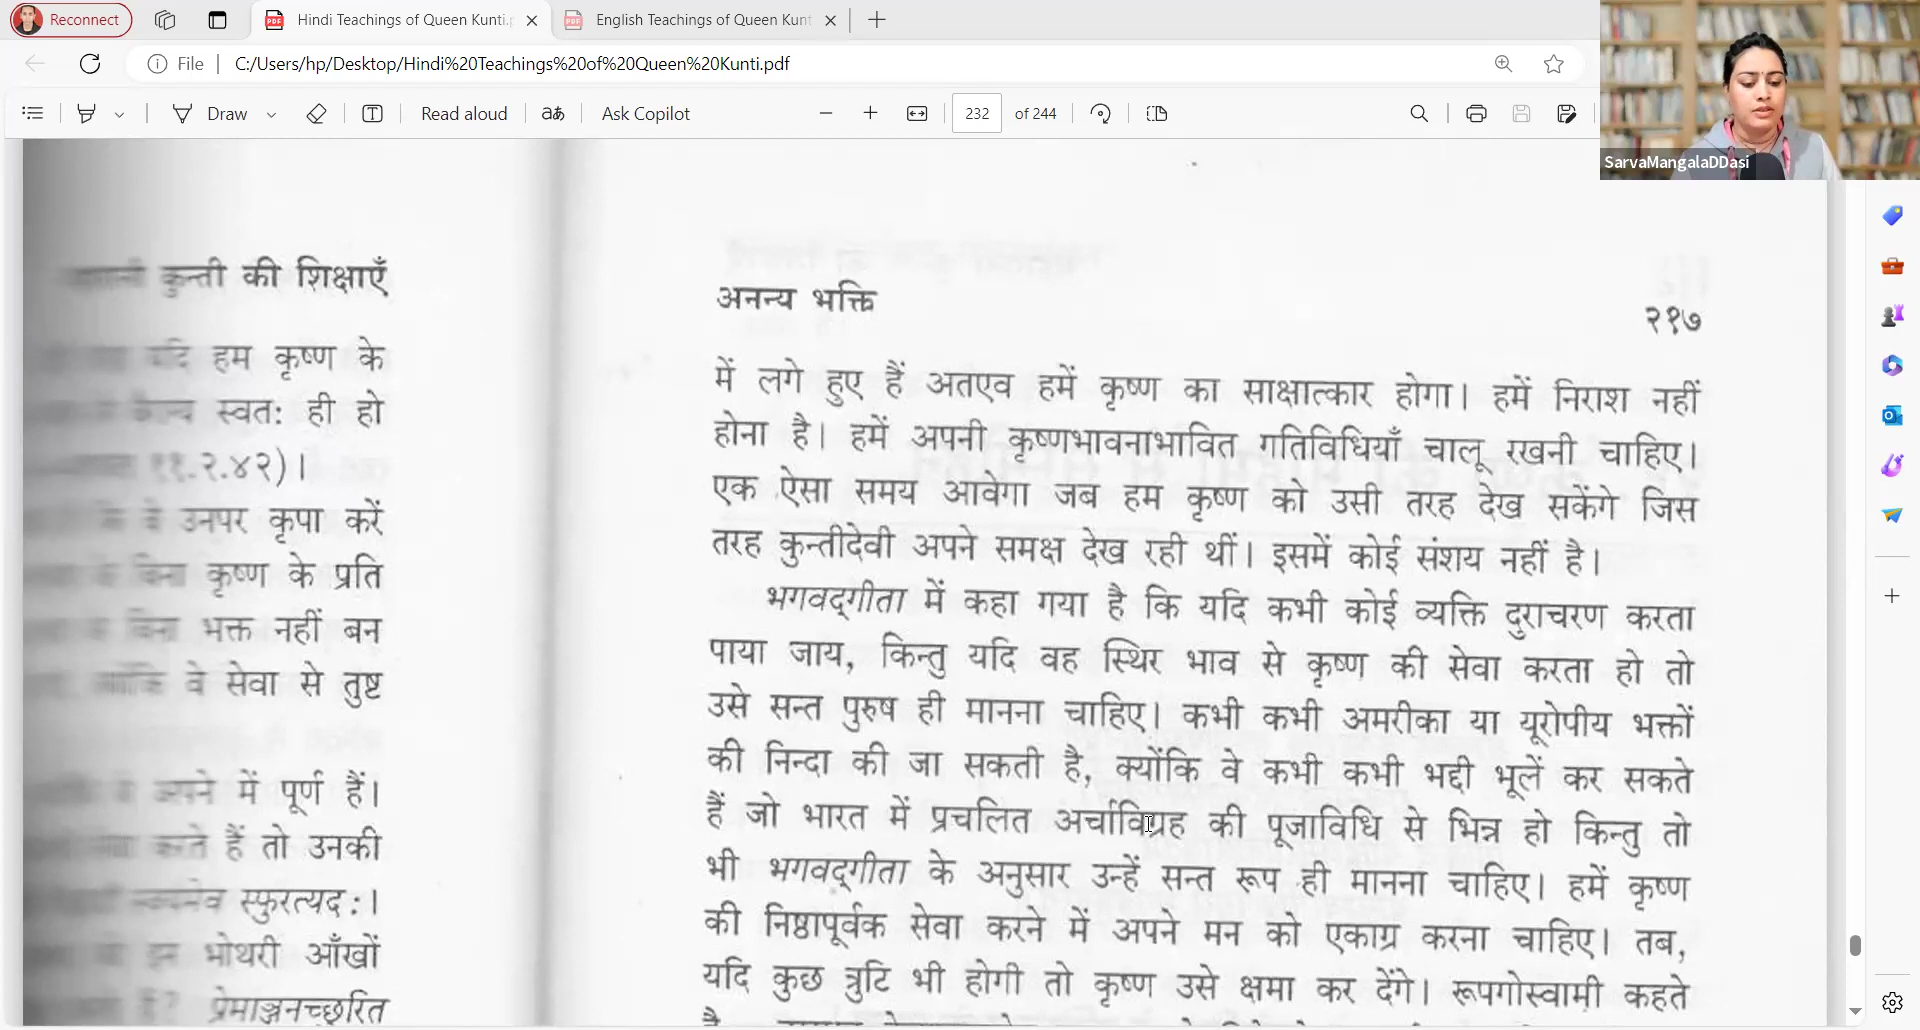 Reconnect
Hindi Teachings of Queen Kunti.p
English Teachings of Queen Kunt
File
C:/Users/hp/Desktop/Hindi%20Teachings%20of%20Queen%20Kunti.pdf
Draw
Read aloud
aあ
Ask Copilot
232 of 244
SarvaMangalaDDasi
कुन्ती की शिक्षाएँ
यदि हम कृष्ण के
स्वतः ही हो
११.२.४२)।
वे उनपर कृपा करें
के बिना कृष्ण के प्रति
के बिना भक्त नहीं बन
क्योंकि वे सेवा से तुष्ट
अपने में पूर्ण हैं।
करते हैं तो उनकी
स्फुरत्यदः।
इन भोथरी आँखों
हैं? प्रेमाञ्जनच्छुरित
अनन्य भक्ति
२१७
में लगे हुए हैं अतएव हमें कृष्ण का साक्षात्कार होगा। हमें निराश नहीं
होना है। हमें अपनी कृष्णभावनाभावित गतिविधियाँ चालू रखनी चाहिए।
एक ऐसा समय आवेगा जब हम कृष्ण को उसी तरह देख सकेंगे जिस
तरह कुन्तीदेवी अपने समक्ष देख रही थीं। इसमें कोई संशय नहीं है।
भगवद्‌गीता में कहा गया है कि यदि कभी कोई व्यक्ति दुराचरण करता
पाया जाय, किन्तु यदि वह स्थिर भाव से कृष्ण की सेवा करता हो तो
उसे सन्त पुरुष ही मानना चाहिए। कभी कभी अमरीका या यूरोपीय भक्तों
की निन्दा की जा सकती है, क्योंकि वे कभी कभी भद्दी भूलें कर सकते
हैं जो भारत में प्रचलित अर्चाविग्रह की पूजाविधि से भिन्न हो किन्तु तो
भी भगवद्‌गीता के अनुसार उन्हें सन्त रूप ही मानना चाहिए। हमें कृष्ण
की निष्ठापूर्वक सेवा करने में अपने मन को एकाग्र करना चाहिए। तब,
यदि कुछ त्रुटि भी होगी तो कृष्ण उसे क्षमा कर देंगे। रूपगोस्वामी कहते